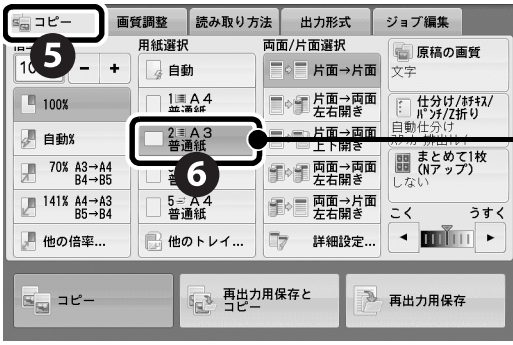 コピー
画質調整
読み取り方法
出力形式
ジョブ編集
5
用紙選択
両面/片面選択
- +
100%
自動%
70% A3→A4
B4→B5
141% A4→A3
B5→B4
他の倍率...
自動
1 A4
普通紙
2 A3
普通紙
6
5 A4
普通紙
他のトレイ...
片面→片面
片面→両面
左右開き
片面→両面
上下開き
両面→両面
左右開き
両面→片面
左右開き
詳細設定...
原稿の画質
文字
仕分け/ホチキス/
パンチ/Z折り
自動仕分け
まとめて1枚
(Nアップ)
しない
こく うすく
コピー
再出力用保存と
コピー
再出力用保存